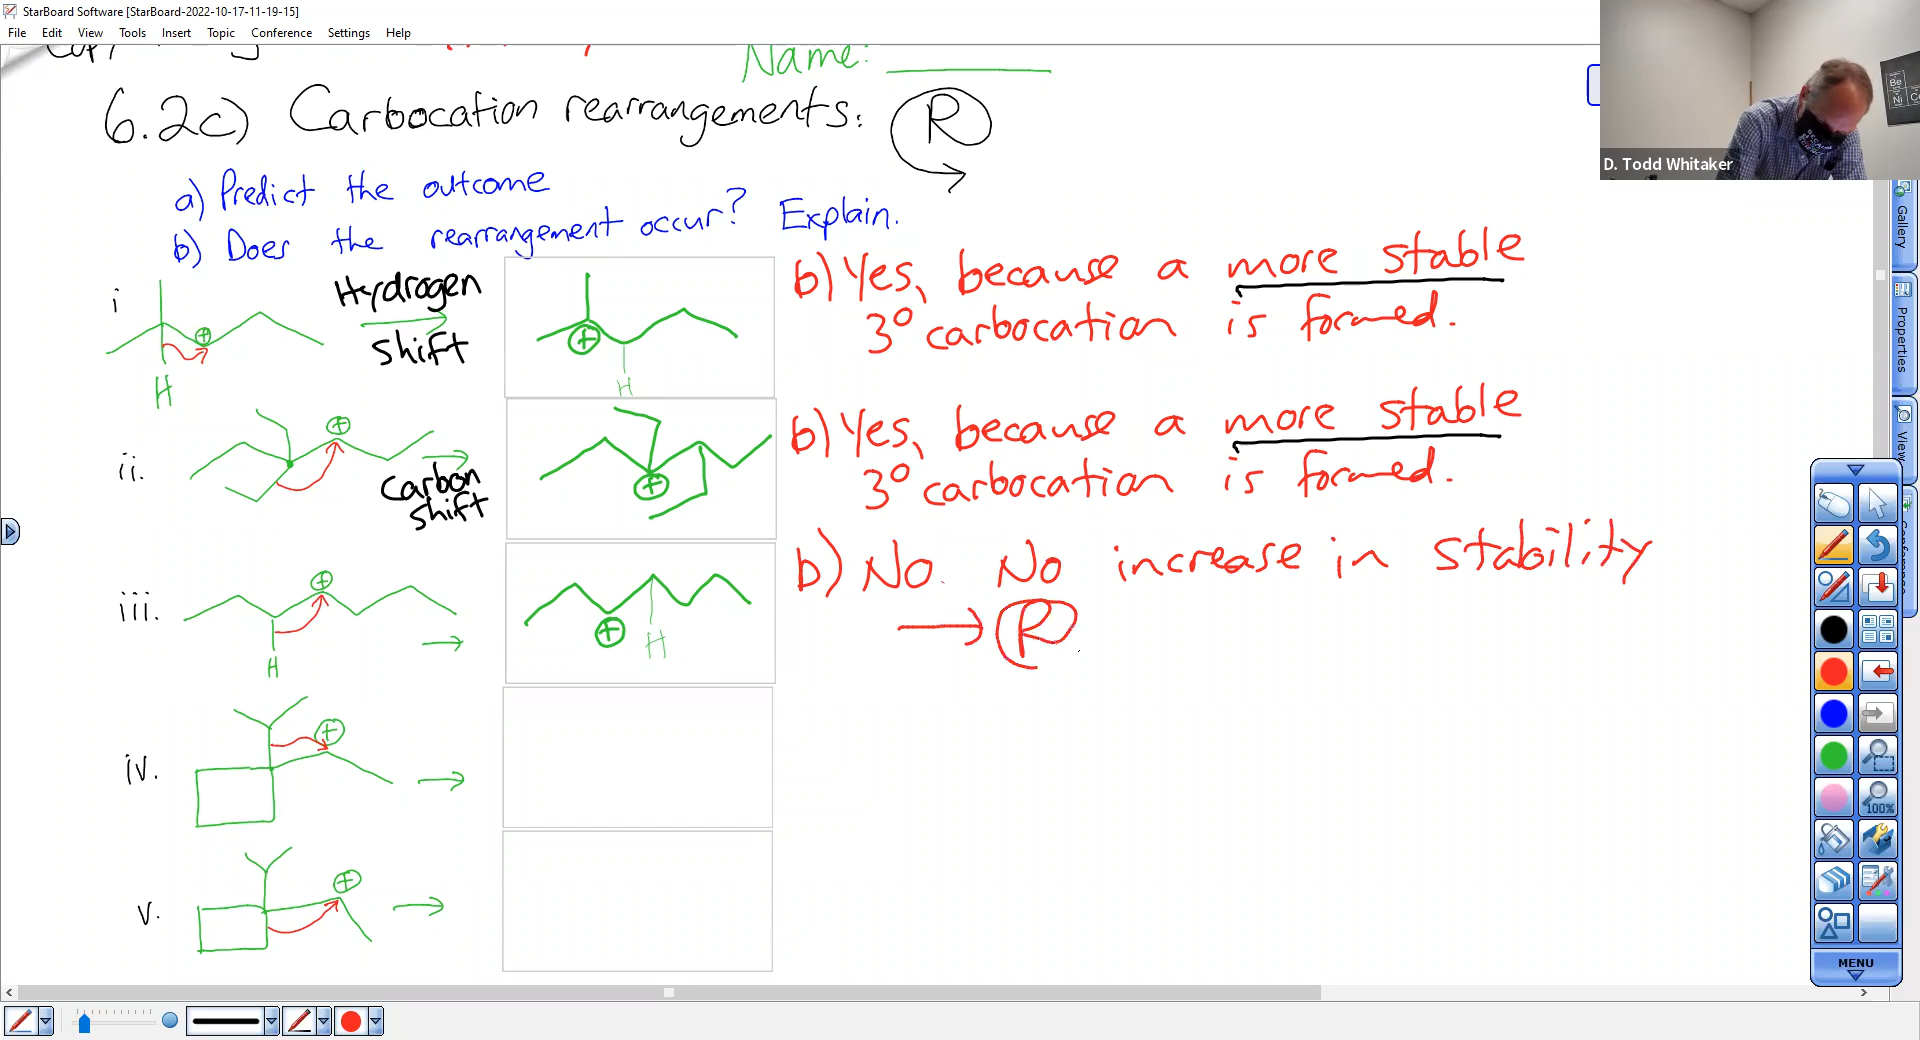 StarBoard Software [StarBoard-2022-10-17-11-19-15]
File Edit View Tools Insert Topic Conference Settings Help
Name:
6.2c) Carbocation rearrangements: R
a) Predict the outcome
b) Does the rearrangement occur? Explain.
i
Hydrogen
shift
H
+
+
H
b) Yes, because a more stable
3° carbocation is formed.
ii.
+
Carbon
shift
+
b) Yes, because a more stable
3° carbocation is formed.
iii.
+
H
+
H
b) No. No increase in stability
→ R
iv.
+
v.
+
D. Todd Whitaker
Be
Ni
Gallery
Properties
View
100%
MENU